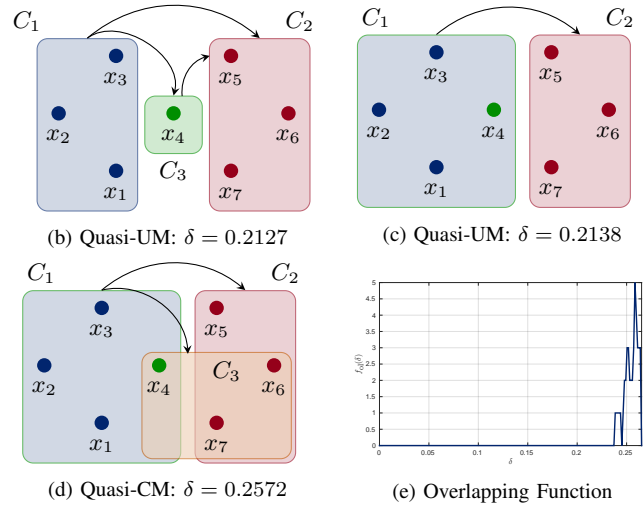 C₁ C₂
x₃ x₅
x₂ x₄ x₆
C₃
x₁ x₇
(b) Quasi-UM: δ = 0.2127
C₁ C₂
x₃ x₅
x₂ x₄ x₆
x₁ x₇
(c) Quasi-UM: δ = 0.2138
C₁ C₂
x₃ x₅
x₂ x₄ C₃ x₆
x₁ x₇
(d) Quasi-CM: δ = 0.2572
5
4.5
4
3.5
3
2.5
2
1.5
1
0.5
0
f_ol(δ)
0 0.05 0.1 0.15 0.2 0.25
δ
(e) Overlapping Function